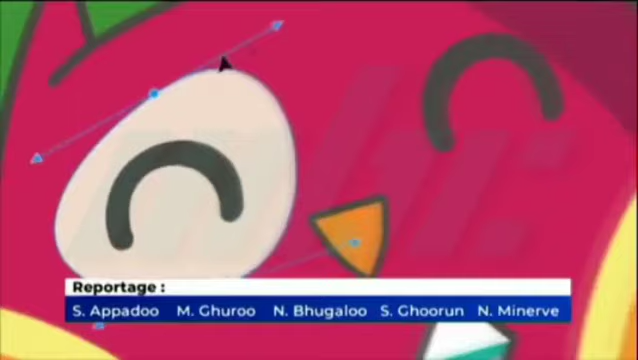 Reportage :
S. Appadoo M. Ghuroo N. Bhugaloo S. Ghoorun N. Minerve